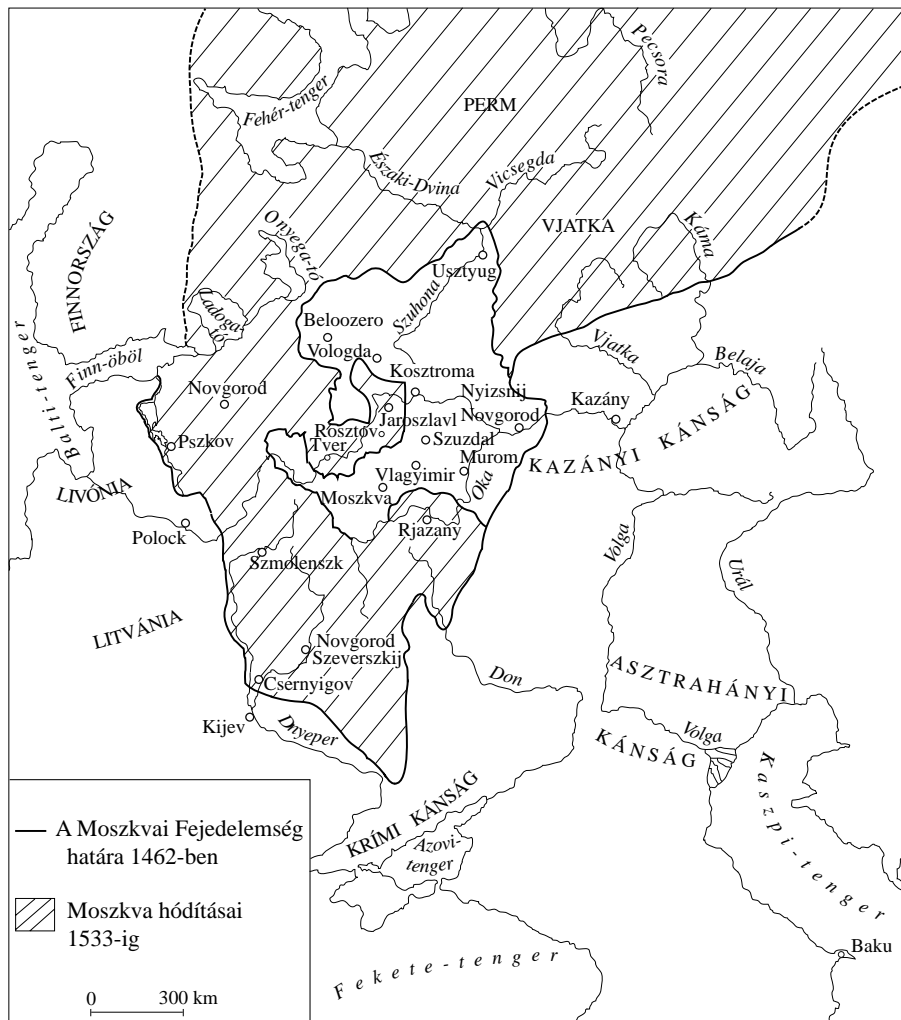 Pecsora
Fehér-tenger
PERM
Északi-Dvina
Vicsegda
FINNORSZÁG
Onyega-tó
VJATKA
Káma
Usztyug
Ladoga-
tó
Szuhona
Balti-tenger
Finn-öböl
Beloozero
Vologda
Vjatka
Belaja
Novgorod
Kosztroma
Nyizsnij
Novgorod
Kazány
Jaroszlavl
Rosztov
Tver
Szuzdal
Pszkov
Murom
KAZÁNYI KÁNSÁG
Vlagyimir
Oka
LIVÓNIA
Moszkva
Polock
Rjazany
Volga
Szmolenszk
Urál
LITVÁNIA
Novgorod
Szeverszkij
Csernyigov
Don
ASZTRAHÁNYI
Kijev
Dnyeper
Volga
KÁNSÁG
Kaszpi-tenger
KRÍMI KÁNSÁG
Azovi-
tenger
Baku
Fekete-tenger
A Moszkvai Fejedelemség
határa 1462-ben
Moszkva hódításai
1533-ig
0 300 km